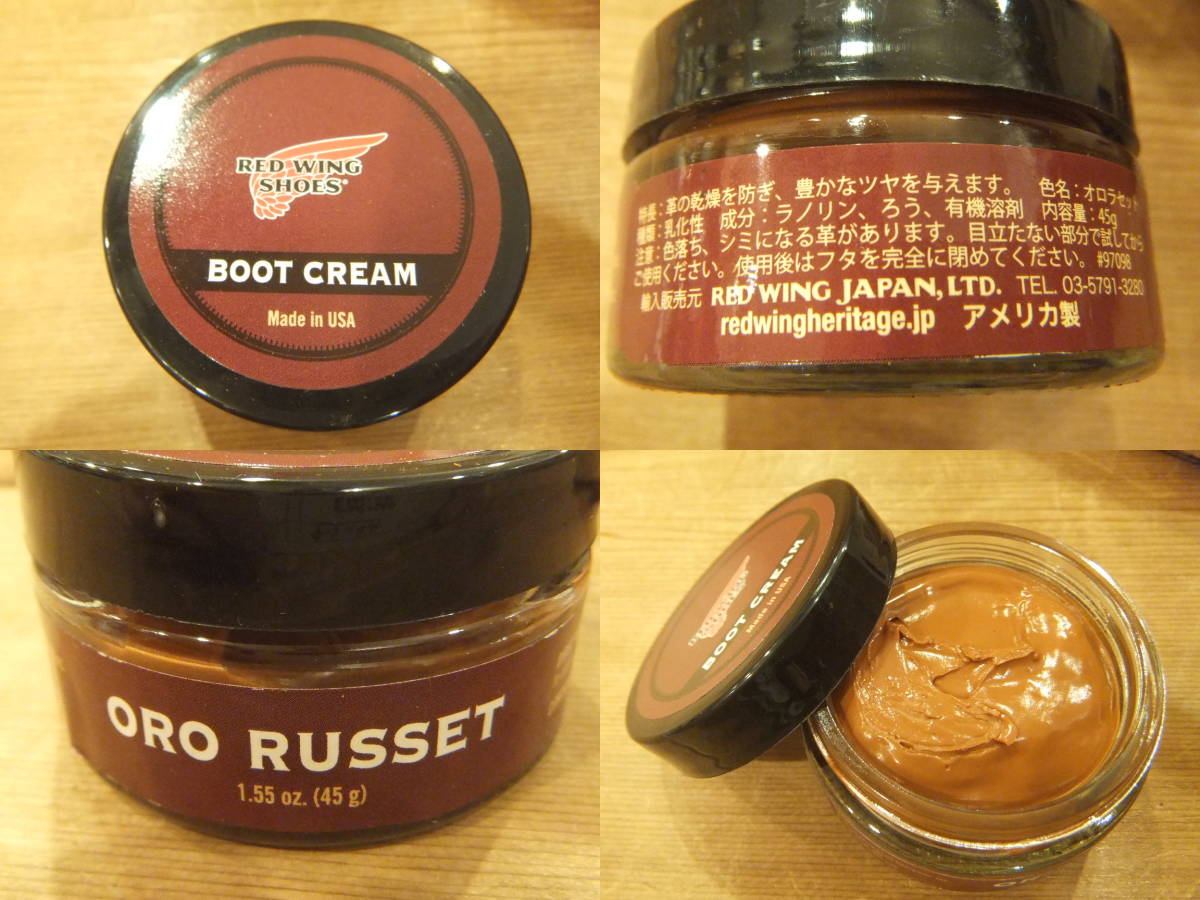 RED WING
SHOES®
BOOT CREAM
Made in USA
特長：革の乾燥を防ぎ、豊かなツヤを与えます。 色名：オロラセット
種類：乳化性 成分：ラノリン、ろう、有機溶剤 内容量：45g
注意：色落ち、シミになる革があります。目立たない部分で試してから
ご使用ください。使用後はフタを完全に閉めてください。 #97098
輸入販売元 RED WING JAPAN, LTD. TEL. 03-5791-3280
redwingheritage.jp アメリカ製
ORO RUSSET
1.55 oz. (45 g)
RED WING
SHOES
BOOT CREAM
Made in USA